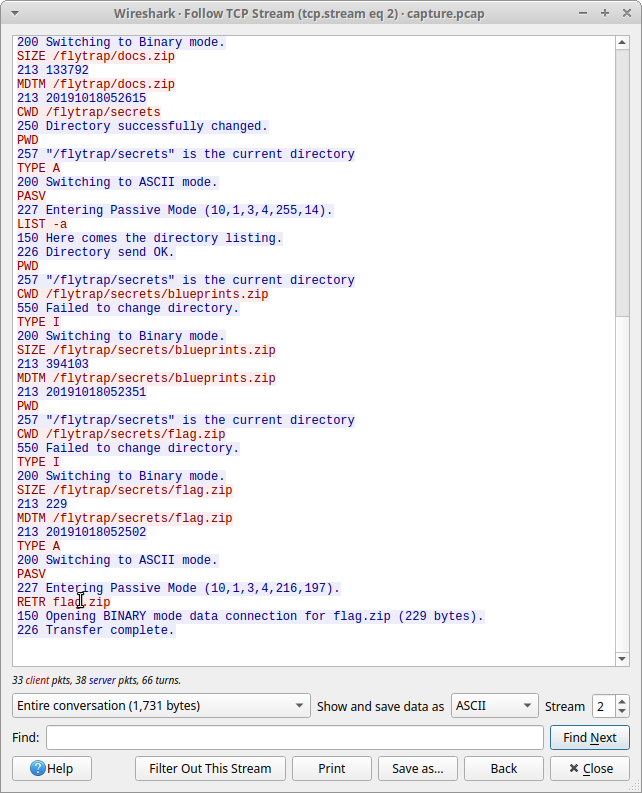 Wireshark · Follow TCP Stream (tcp.stream eq 2) · capture.pcap
200 Switching to Binary mode.
SIZE /flytrap/docs.zip
213 133792
MDTM /flytrap/docs.zip
213 20191018052615
CWD /flytrap/secrets
250 Directory successfully changed.
PWD
257 "/flytrap/secrets" is the current directory
TYPE A
200 Switching to ASCII mode.
PASV
227 Entering Passive Mode (10,1,3,4,255,14).
LIST -a
150 Here comes the directory listing.
226 Directory send OK.
PWD
257 "/flytrap/secrets" is the current directory
CWD /flytrap/secrets/blueprints.zip
550 Failed to change directory.
TYPE I
200 Switching to Binary mode.
SIZE /flytrap/secrets/blueprints.zip
213 394103
MDTM /flytrap/secrets/blueprints.zip
213 20191018052351
PWD
257 "/flytrap/secrets" is the current directory
CWD /flytrap/secrets/flag.zip
550 Failed to change directory.
TYPE I
200 Switching to Binary mode.
SIZE /flytrap/secrets/flag.zip
213 229
MDTM /flytrap/secrets/flag.zip
213 20191018052502
TYPE A
200 Switching to ASCII mode.
PASV
227 Entering Passive Mode (10,1,3,4,216,197).
RETR flag.zip
150 Opening BINARY mode data connection for flag.zip (229 bytes).
226 Transfer complete.
33 client pkts, 38 server pkts, 66 turns.
Entire conversation (1,731 bytes) Show and save data as ASCII Stream 2
Find: Find Next
Help Filter Out This Stream Print Save as... Back Close